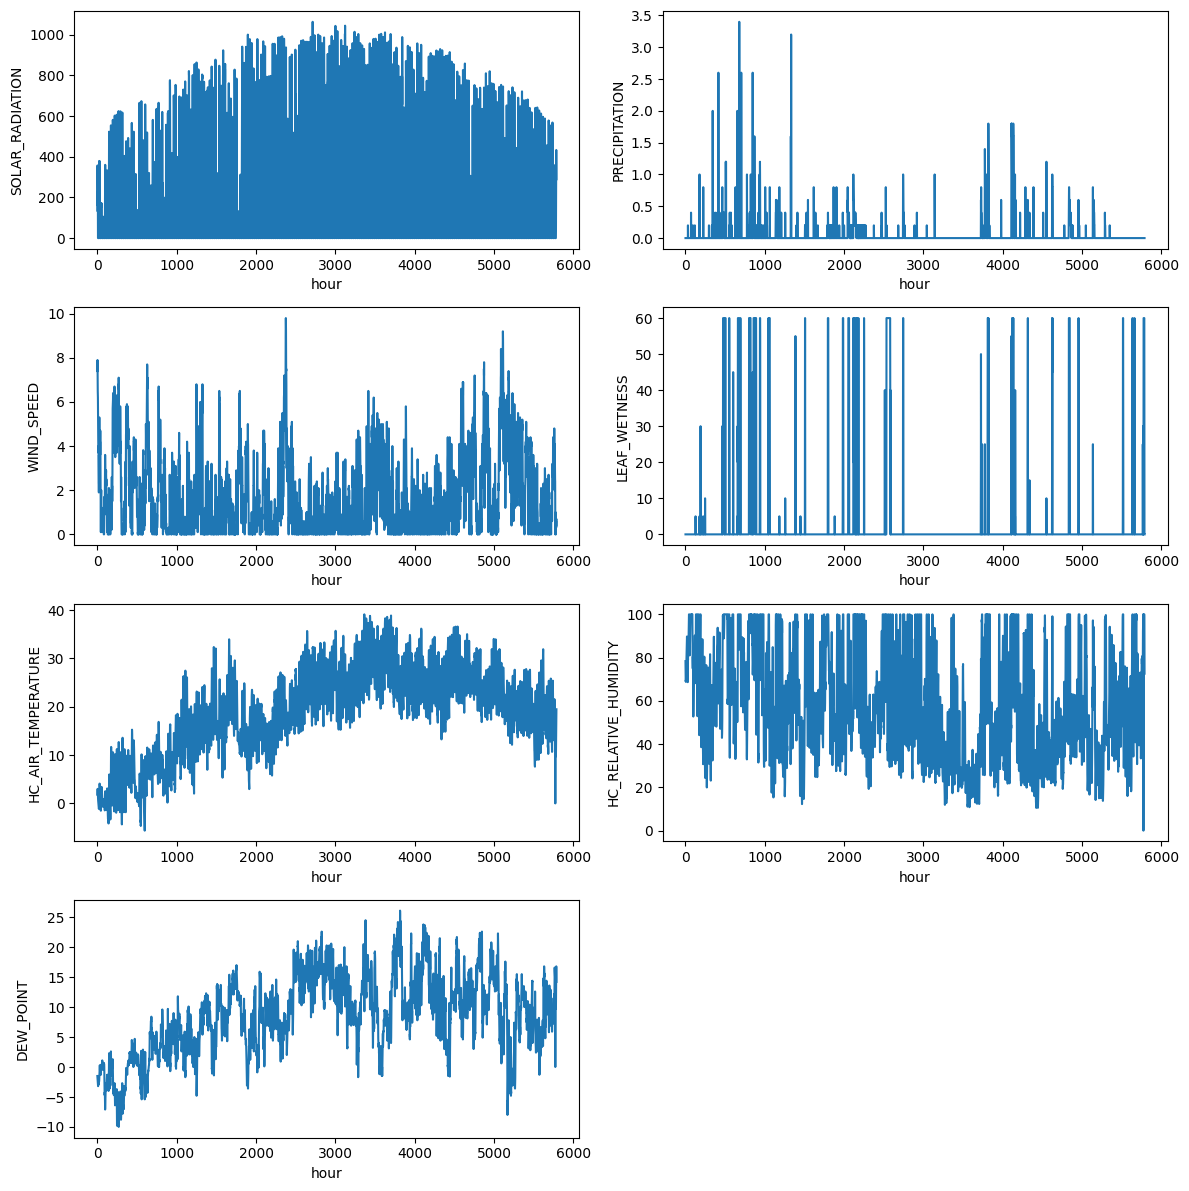 SOLAR_RADIATION
1000
800
600
400
200
0
0 1000 2000 3000 4000 5000 6000
hour
PRECIPITATION
3.5
3.0
2.5
2.0
1.5
1.0
0.5
0.0
0 1000 2000 3000 4000 5000 6000
hour
WIND_SPEED
10
8
6
4
2
0
0 1000 2000 3000 4000 5000 6000
hour
LEAF_WETNESS
60
50
40
30
20
10
0
0 1000 2000 3000 4000 5000 6000
hour
HC_AIR_TEMPERATURE
40
30
20
10
0
0 1000 2000 3000 4000 5000 6000
hour
HC_RELATIVE_HUMIDITY
100
80
60
40
20
0
0 1000 2000 3000 4000 5000 6000
hour
DEW_POINT
25
20
15
10
5
0
−5
−10
0 1000 2000 3000 4000 5000 6000
hour